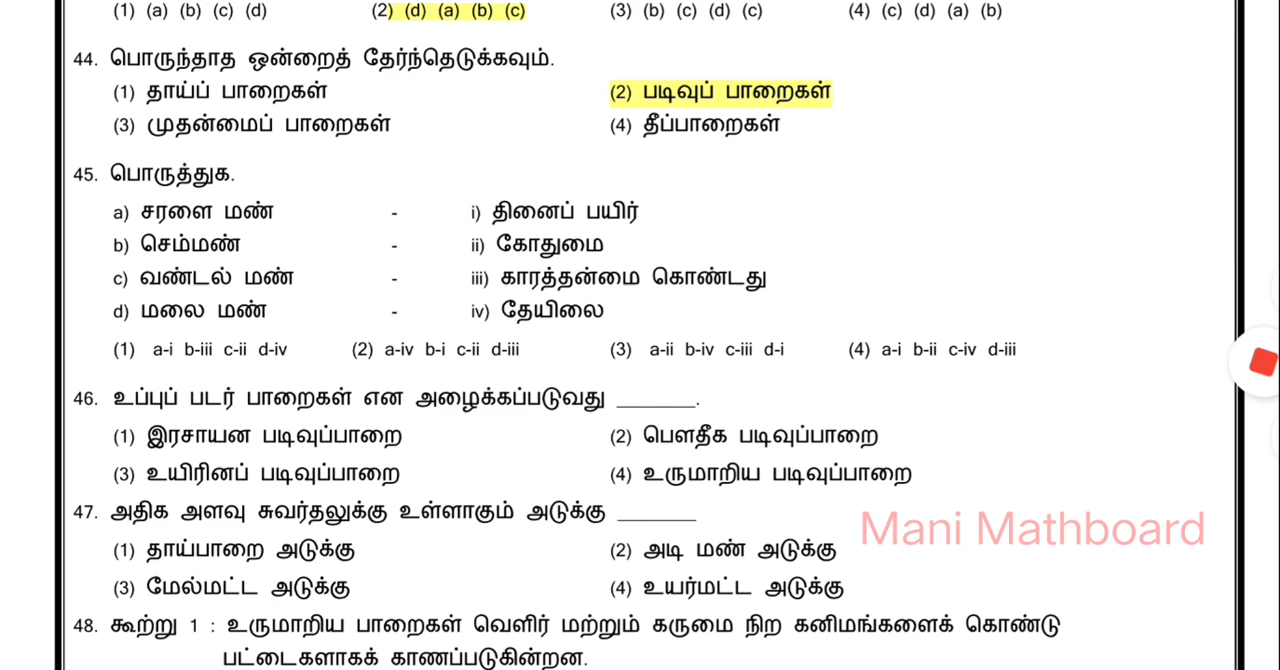 (1) (a) (b) (c) (d) (2) (d) (a) (b) (c) (3) (b) (c) (d) (c) (4) (c) (d) (a) (b)
44. பொருந்தாத ஒன்றைத் தேர்ந்தெடுக்கவும்.
(1) தாய்ப் பாறைகள் (2) படிவுப் பாறைகள்
(3) முதன்மைப் பாறைகள் (4) தீப்பாறைகள்
45. பொருத்துக.
a) சரளை மண் - i) தினைப் பயிர்
b) செம்மண் - ii) கோதுமை
c) வண்டல் மண் - iii) காரத்தன்மை கொண்டது
d) மலை மண் - iv) தேயிலை
(1) a-i b-iii c-ii d-iv (2) a-iv b-i c-ii d-iii (3) a-ii b-iv c-iii d-i (4) a-i b-ii c-iv d-iii
46. உப்புப் படர் பாறைகள் என அழைக்கப்படுவது ________.
(1) இரசாயன படிவுப்பாறை (2) பௌதீக படிவுப்பாறை
(3) உயிரினப் படிவுப்பாறை (4) உருமாறிய படிவுப்பாறை
47. அதிக அளவு சுவர்தலுக்கு உள்ளாகும் அடுக்கு ________
Mani Mathboard
(1) தாய்பாறை அடுக்கு (2) அடி மண் அடுக்கு
(3) மேல்மட்ட அடுக்கு (4) உயர்மட்ட அடுக்கு
48. கூற்று 1 : உருமாறிய பாறைகள் வெளிர் மற்றும் கருமை நிற கனிமங்களைக் கொண்டு
பட்டைகளாகக் காணப்படுகின்றன.